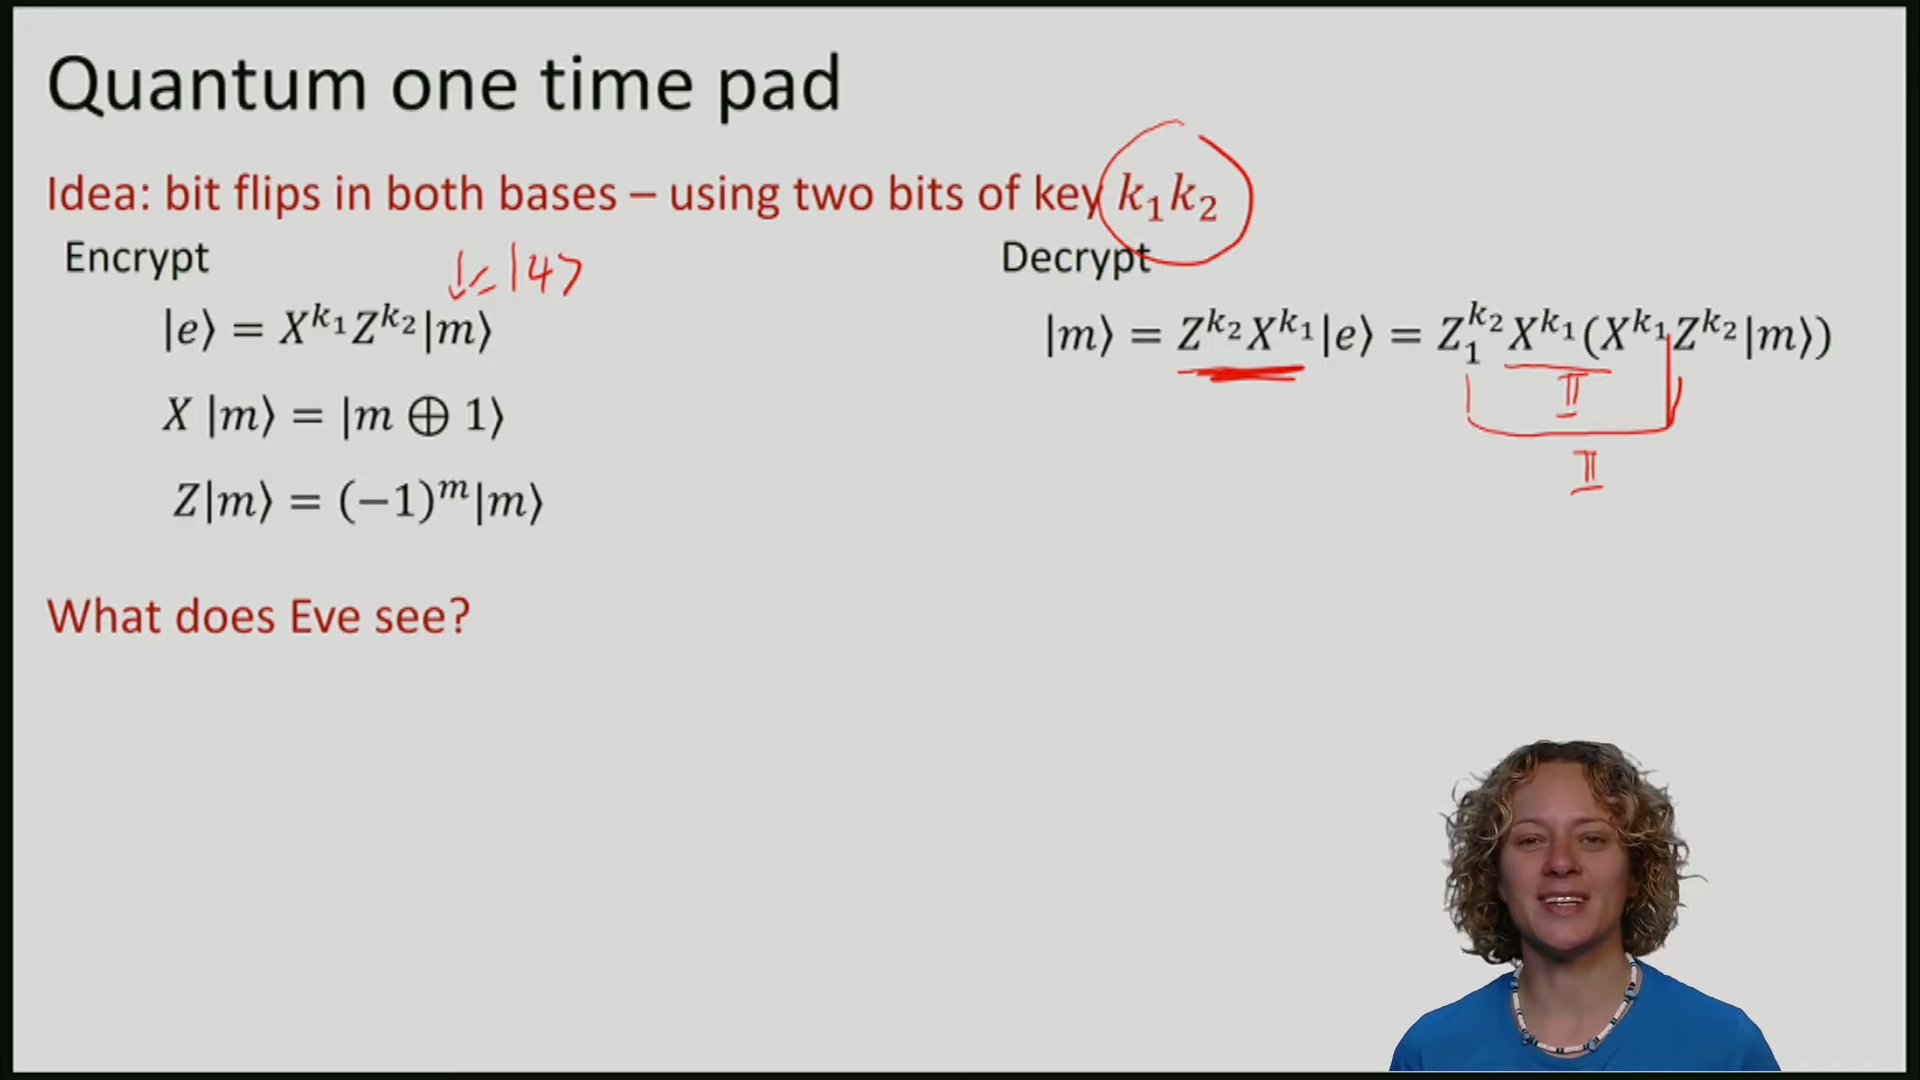 Quantum one time pad
Idea: bit flips in both bases – using two bits of key k₁k₂
Encrypt
|ψ⟩
|e⟩ = X^{k₁}Z^{k₂}|m⟩
X |m⟩ = |m ⊕ 1⟩
Z|m⟩ = (−1)^m|m⟩
Decrypt
|m⟩ = Z^{k₂}X^{k₁}|e⟩ = Z₁^{k₂}X^{k₁}(X^{k₁}Z^{k₂}|m⟩)
𝕀
𝕀
What does Eve see?